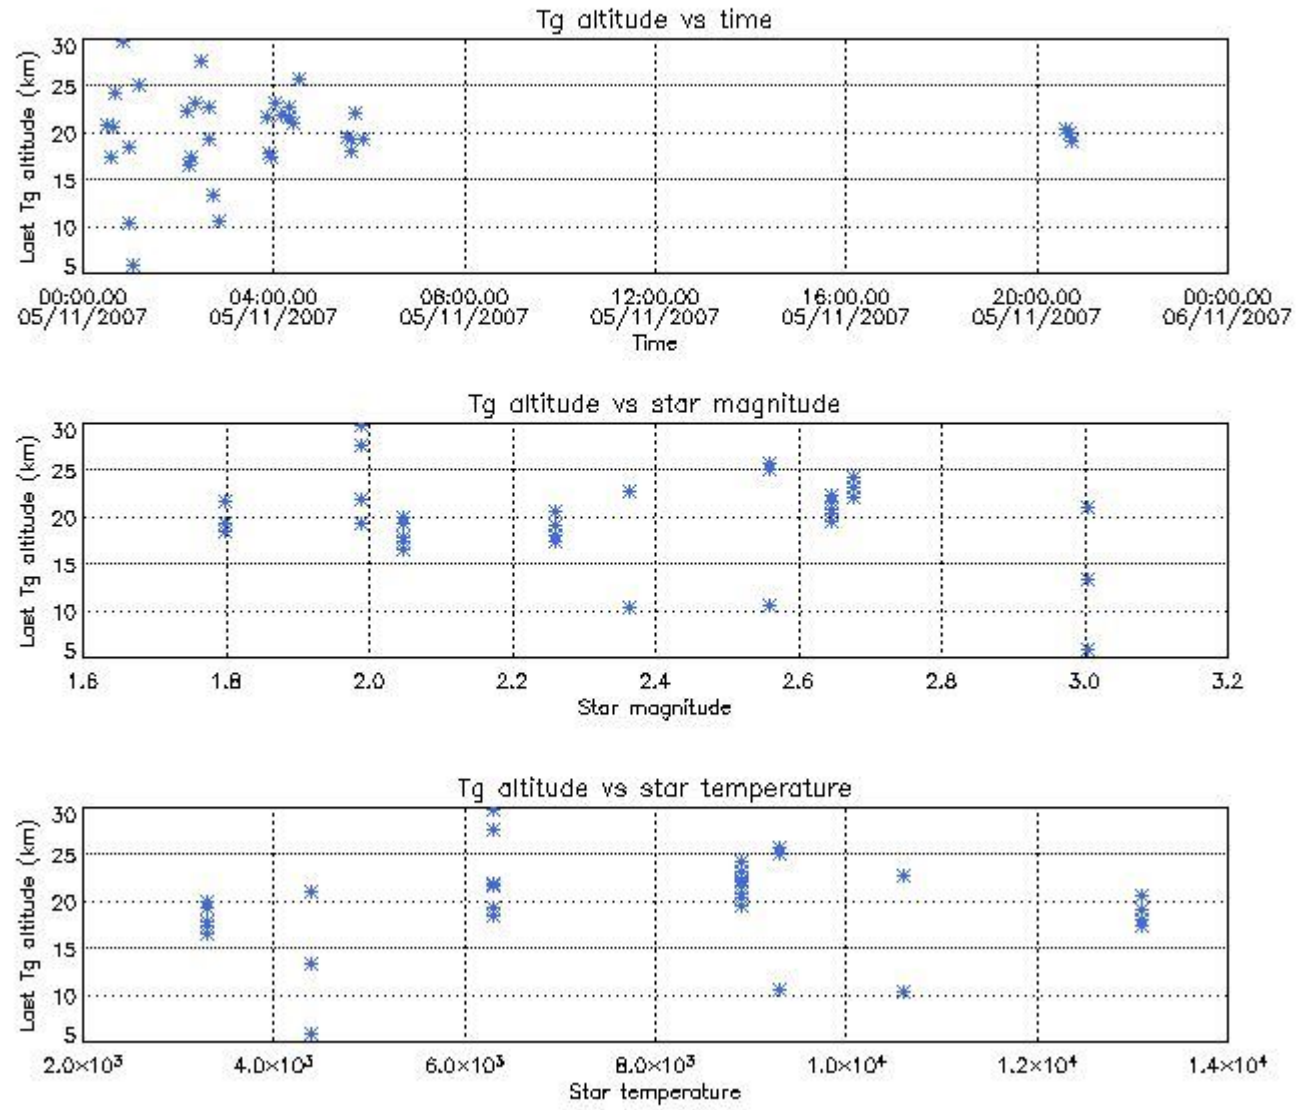 Tg altitude vs time
Last Tg altitude (km)
30
25
20
15
10
5
00:00.00 04:00.00 08:00.00 12:00.00 16:00.00 20:00.00 00:00.00
05/11/2007 05/11/2007 05/11/2007 05/11/2007 05/11/2007 05/11/2007 06/11/2007
Time
Tg altitude vs star magnitude
Last Tg altitude (km)
30
25
20
15
10
5
1.6 1.8 2.0 2.2 2.4 2.6 2.8 3.0 3.2
Star magnitude
Tg altitude vs star temperature
Last Tg altitude (km)
30
25
20
15
10
5
2.0×10³ 4.0×10³ 6.0×10³ 8.0×10³ 1.0×10⁴ 1.2×10⁴ 1.4×10⁴
Star temperature